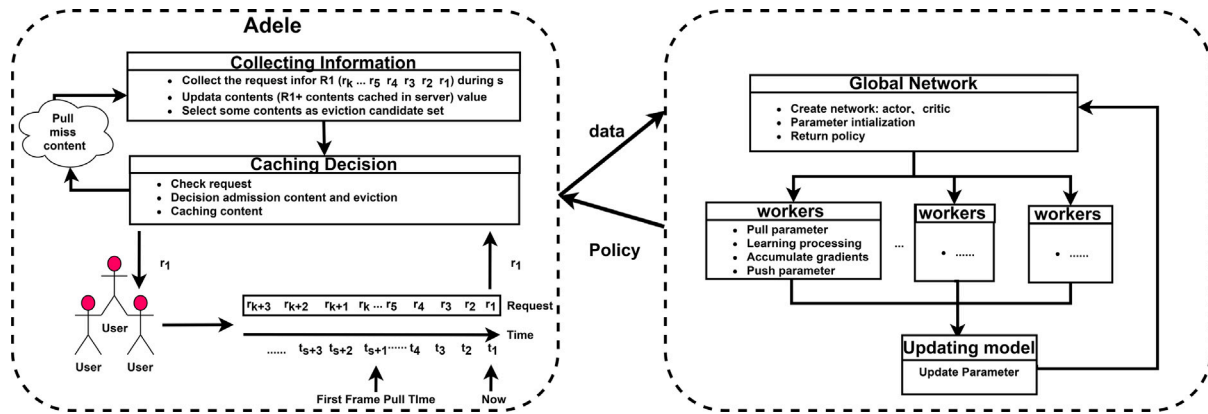 Adele
Collecting Information
• Collect the request infor R1 (rk ... r5 r4 r3 r2 r1) during s
• Updata contents (R1+ contents cached in server) value
• Select some contents as eviction candidate set
Pull
miss
content
Caching Decision
• Check request
• Decision admission content and eviction
• Caching content
r1
r1
User
User
User
rk+3 rk+2 rk+1 rk ... r5 r4 r3 r2 r1
Request
Time
...... ts+3 ts+2 ts+1 ...... t4 t3 t2 t1
First Frame Pull TIme
Now
data
Policy
Global Network
• Create network: actor、critic
• Parameter intialization
• Return policy
workers
• Pull parameter
• Learning processing
• Accumulate gradients
• Push parameter
...
workers
• ......
workers
• ......
Updating model
Update Parameter